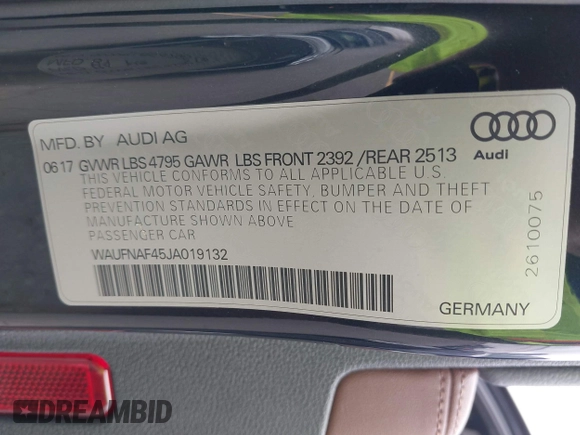 MFD. BY AUDI AG
06 17 GVWR LBS 4795 GAWR LBS FRONT 2392 /REAR 2513
THIS VEHICLE CONFORMS TO ALL APPLICABLE U.S.
FEDERAL MOTOR VEHICLE SAFETY, BUMPER AND THEFT
PREVENTION STANDARDS IN EFFECT ON THE DATE OF
MANUFACTURE SHOWN ABOVE
PASSENGER CAR
WAUFNAF45JA019132
Audi
2610075
GERMANY
DREAMBID